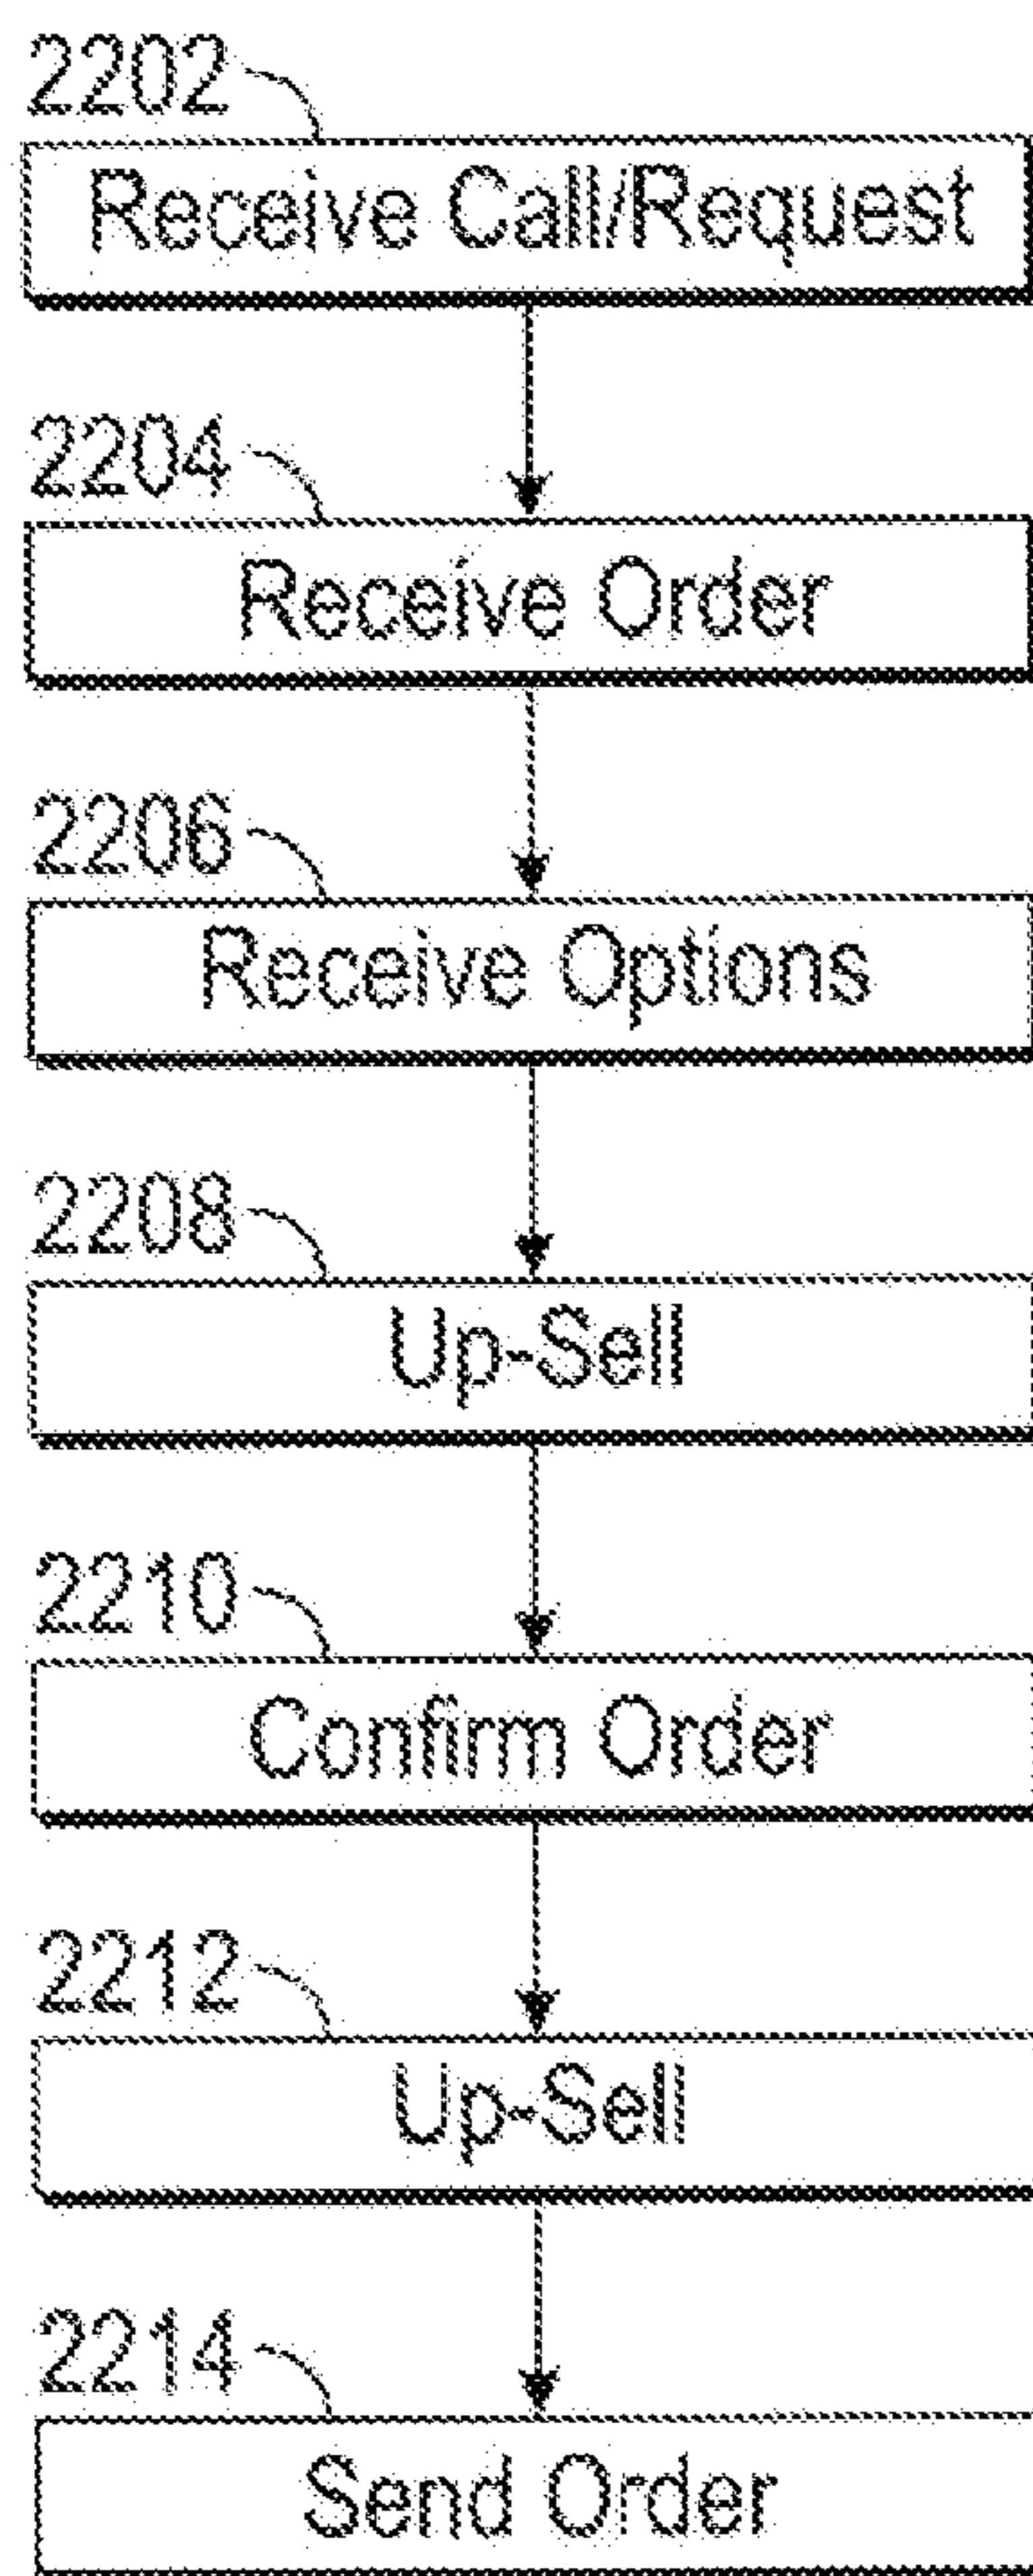 2202
Receive Call/Request
2204
Receive Order
2206
Receive Options
2208
Up-Sell
2210
Confirm Order
2212
Up-Sell
2214
Send Order